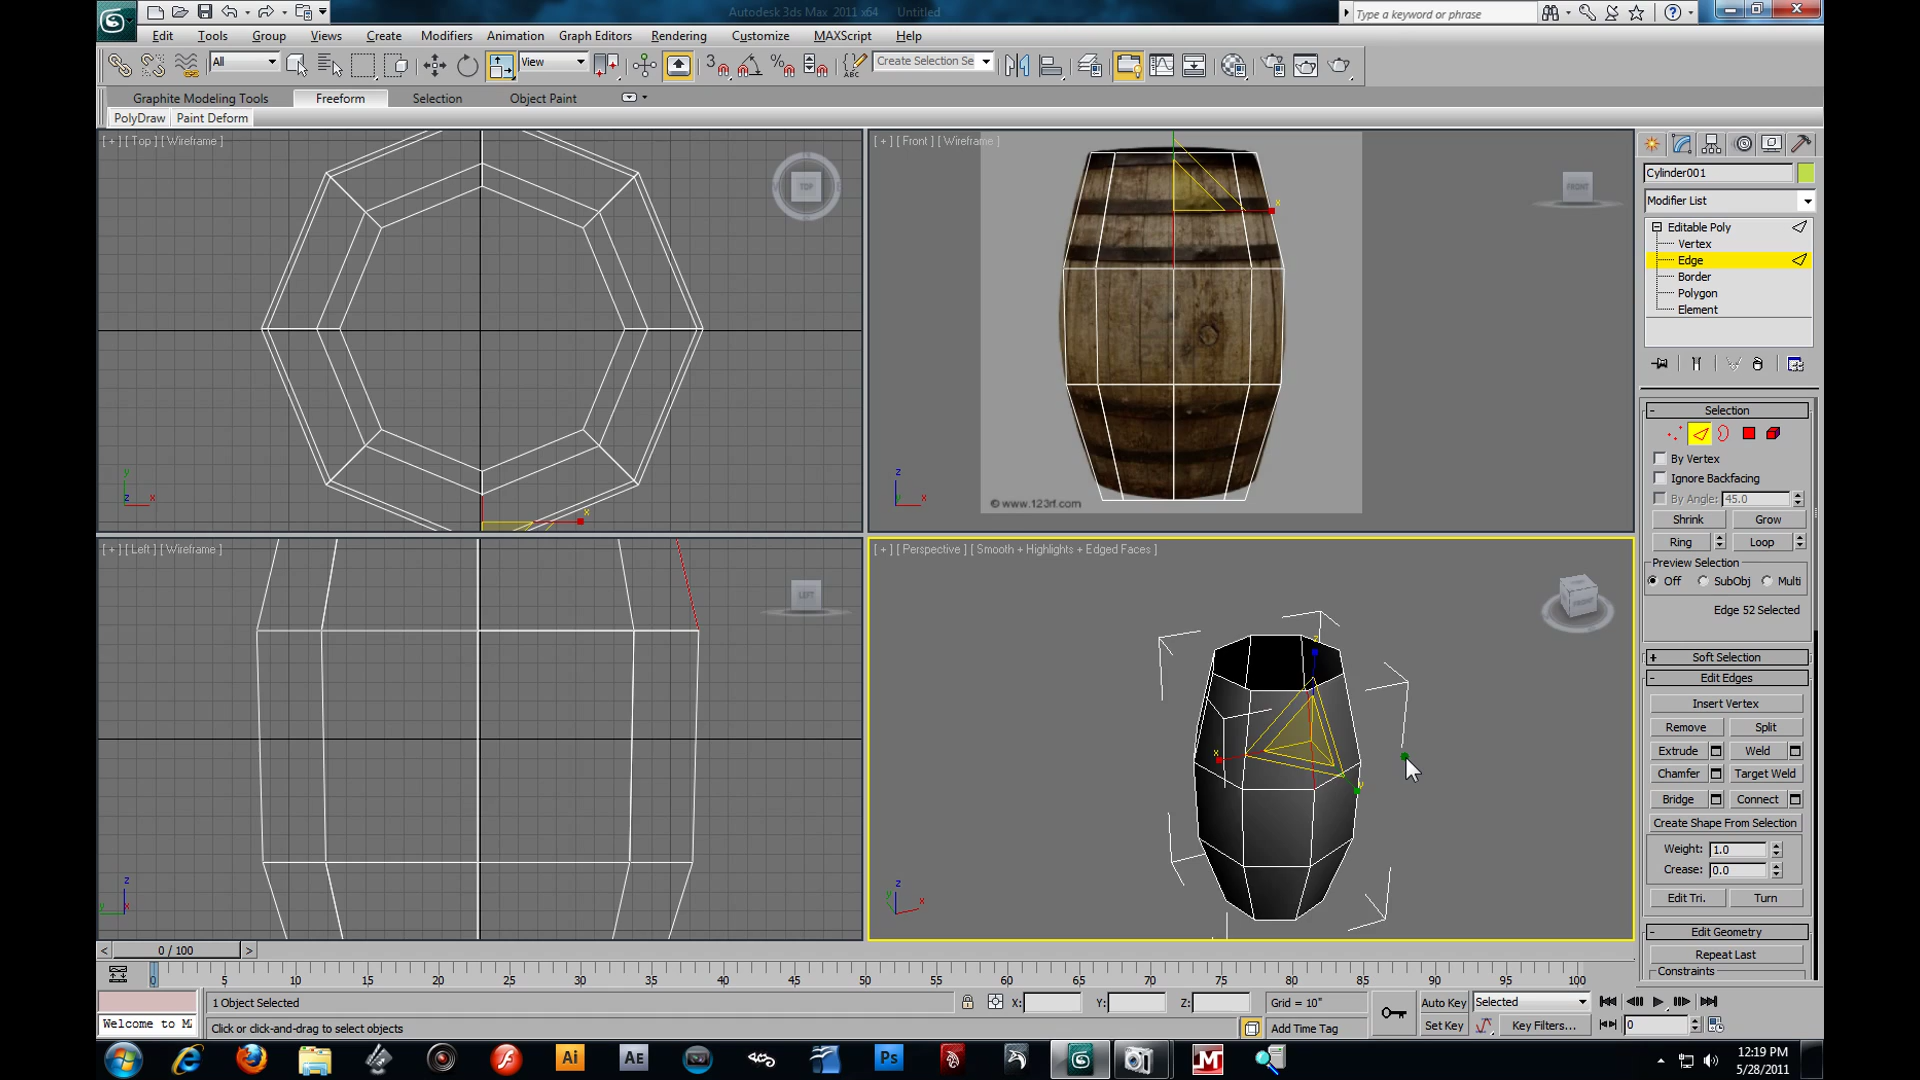 Autodesk 3ds Max 2011 x64 Untitled
Type a keyword or phrase
Edit Tools Group Views Create Modifiers Animation Graph Editors Rendering Customize MAXScript Help
All View Create Selection Se
Graphite Modeling Tools Freeform Selection Object Paint
PolyDraw Paint Deform
[ + ] [ Top ] [ Wireframe ]
TOP
y
z x
x
[ + ] [ Front ] [ Wireframe ]
FRONT
x
z
x
© www.123rf.com
[ + ] [ Left ] [ Wireframe ]
LEFT
z
y
[ + ] [ Perspective ] [ Smooth + Highlights + Edged Faces ]
FRONT
z
x
y
z
x
Cylinder001
Modifier List
Editable Poly
Vertex
Edge
Border
Polygon
Element
Selection
By Vertex
Ignore Backfacing
By Angle: 45.0
Shrink Grow
Ring Loop
Preview Selection
Off SubObj Multi
Edge 52 Selected
+ Soft Selection
- Edit Edges
Insert Vertex
Remove Split
Extrude Weld
Chamfer Target Weld
Bridge Connect
Create Shape From Selection
Weight: 1.0
Crease: 0.0
Edit Tri. Turn
- Edit Geometry
Repeat Last
Constraints
< 0 / 100 >
0 5 10 15 20 25 30 35 40 45 50 55 60 65 70 75 80 85 90 95 100
1 Object Selected X: Y: Z: Grid = 10" Auto Key Selected
Welcome to M Click or click-and-drag to select objects Add Time Tag Set Key Key Filters... 0
Ai AE Ps M
12:19 PM
5/28/2011